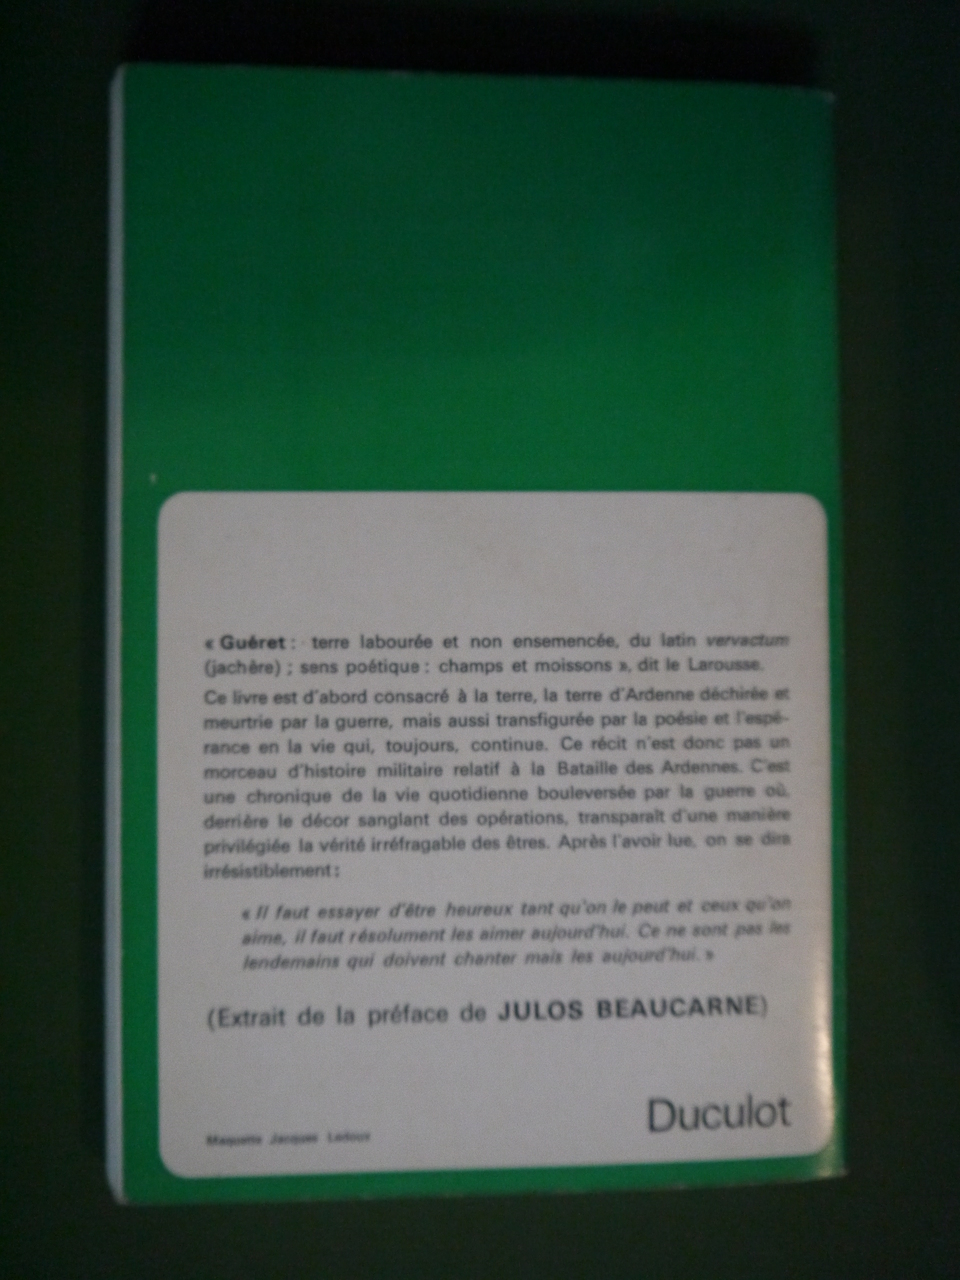 « Guéret : terre labourée et non ensemencée, du latin vervactum
(jachère) ; sens poétique : champs et moissons », dit le Larousse.
Ce livre est d'abord consacré à la terre, la terre d'Ardenne déchirée et
meurtrie par la guerre, mais aussi transfigurée par la poésie et l'espé-
rance en la vie qui, toujours, continue. Ce récit n'est donc pas un
morceau d'histoire militaire relatif à la Bataille des Ardennes. C'est
une chronique de la vie quotidienne bouleversée par la guerre où,
derrière le décor sanglant des opérations, transparaît d'une manière
privilégiée la vérité irréfragable des êtres. Après l'avoir lue, on se dira
irrésistiblement :
« Il faut essayer d'être heureux tant qu'on le peut et ceux qu'on
aime, il faut résolument les aimer aujourd'hui. Ce ne sont pas les
lendemains qui doivent chanter mais les aujourd'hui. »
(Extrait de la préface de JULOS BEAUCARNE)
Duculot
Maquette Jacques Ledoux